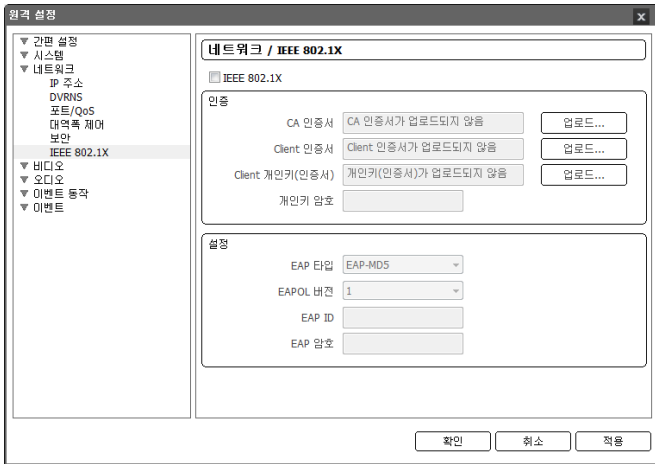 원격 설정
x
간편 설정
시스템
네트워크
IP 주소
DVRNS
포트/QoS
대역폭 제어
보안
IEEE 802.1X
비디오
오디오
이벤트 동작
이벤트
네트워크 / IEEE 802.1X
IEEE 802.1X
인증
CA 인증서 CA 인증서가 업로드되지 않음 업로드...
Client 인증서 Client 인증서가 업로드되지 않음 업로드...
Client 개인키(인증서) 개인키(인증서)가 업로드되지 않음 업로드...
개인키 암호
설정
EAP 타입 EAP-MD5
EAPOL 버전 1
EAP ID
EAP 암호
확인 취소 적용